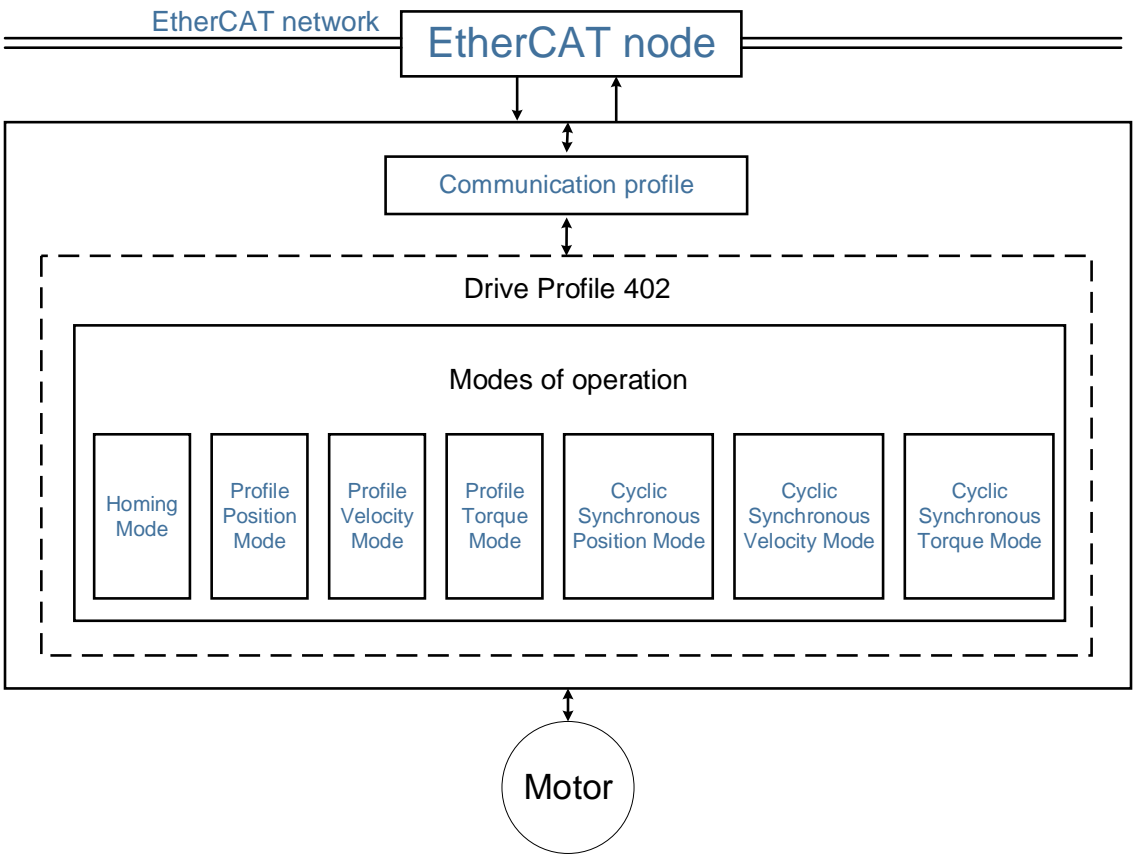 EtherCAT network
EtherCAT node
Communication profile
Drive Profile 402
Modes of operation
Homing
Mode
Profile
Position
Mode
Profile
Velocity
Mode
Profile
Torque
Mode
Cyclic
Synchronous
Position Mode
Cyclic
Synchronous
Velocity Mode
Cyclic
Synchronous
Torque Mode
Motor